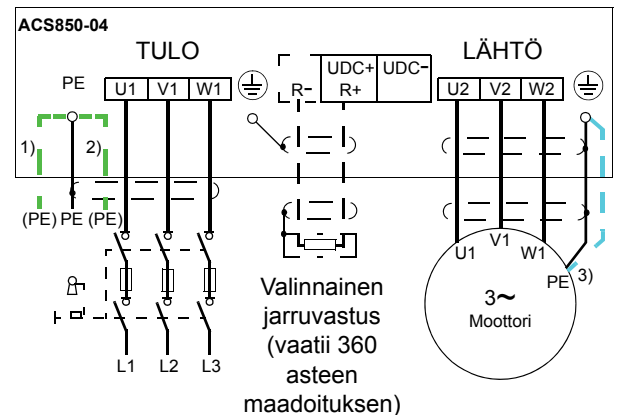 ACS850-04
TULO
LÄHTÖ
PE
U1 V1 W1
R-
UDC+
R+
UDC-
U2 V2 W2
1)
2)
(PE) PE (PE)
U1
V1
W1
PE
3)
3~
Moottori
Valinnainen
jarruvastus
(vaatii 360
asteen
maadoituksen)
L1 L2 L3